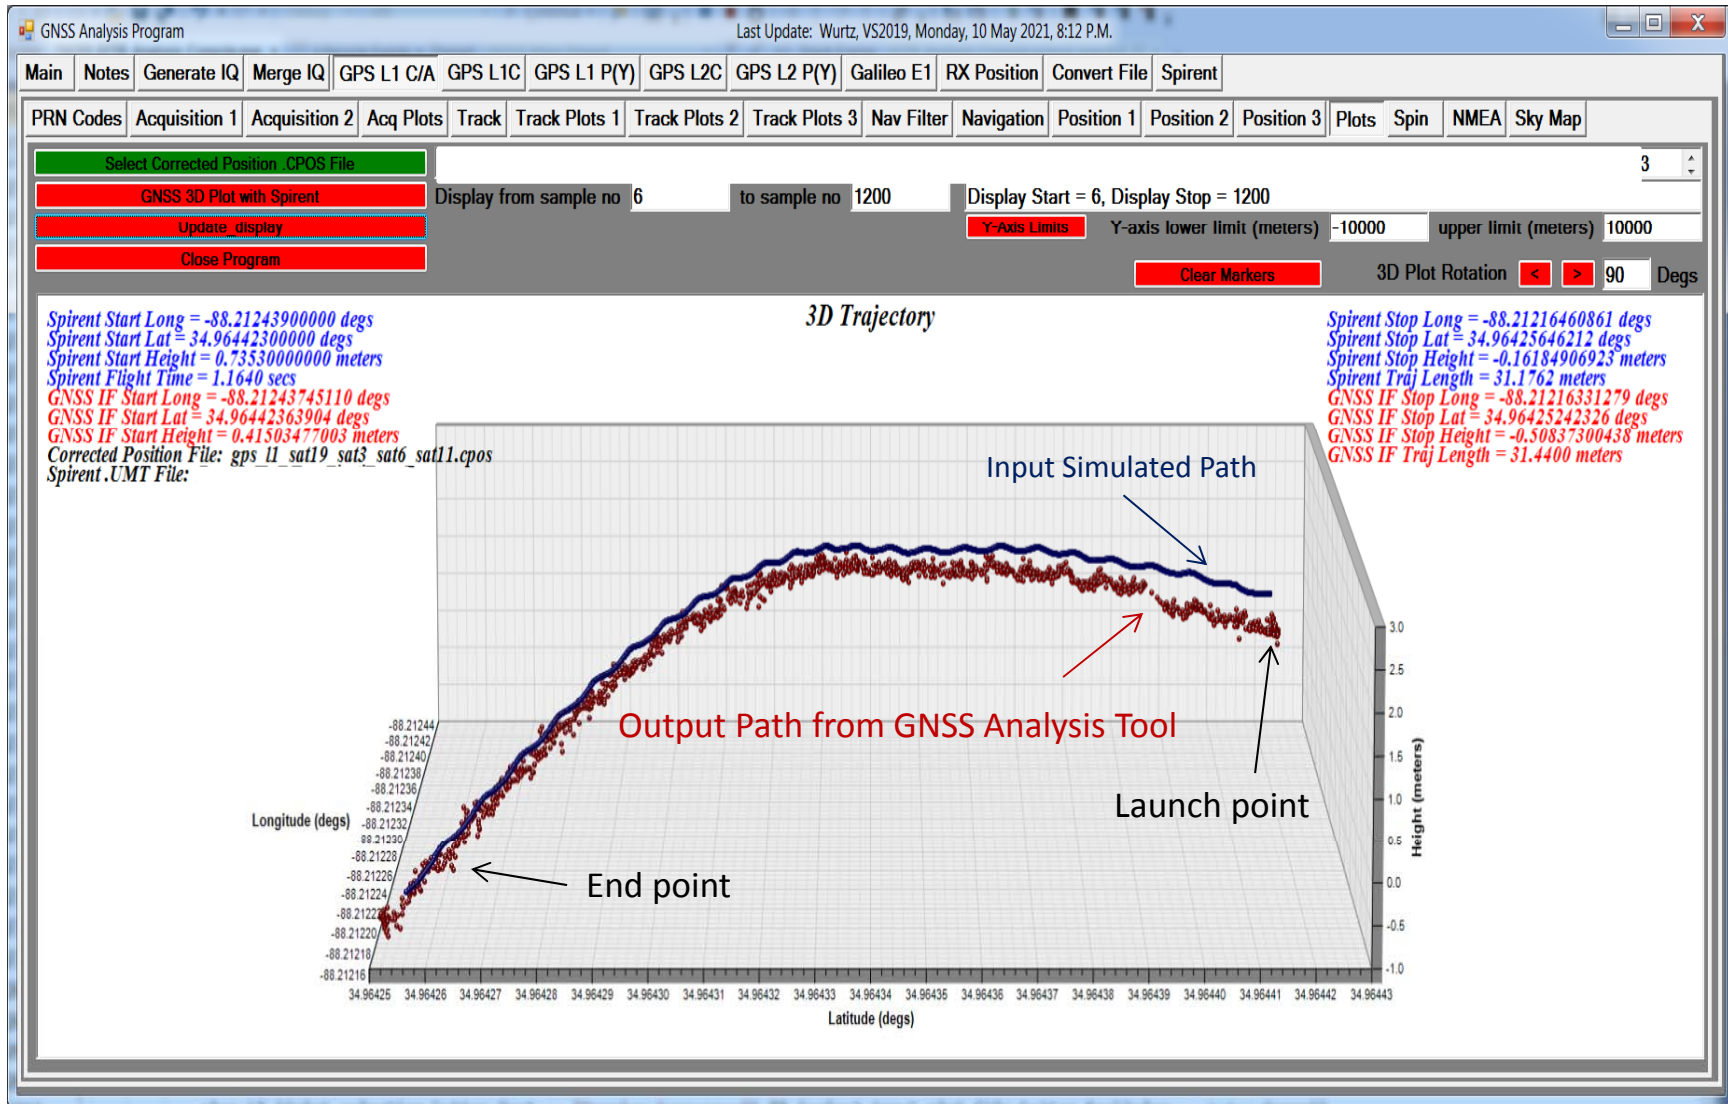 GNSS Analysis Program
Last Update: Wurtz, VS2019, Monday, 10 May 2021, 8:12 P.M.
Main Notes Generate IQ Merge IQ GPS L1 C/A GPS L1C GPS L1 P(Y) GPS L2C GPS L2 P(Y) Galileo E1 RX Position Convert File Spirent
PRN Codes Acquisition 1 Acquisition 2 Acq Plots Track Track Plots 1 Track Plots 2 Track Plots 3 Nav Filter Navigation Position 1 Position 2 Position 3 Plots Spin NMEA Sky Map
Select Corrected Position .CPOS File 3
GNSS 3D Plot with Spirent Display from sample no 6 to sample no 1200 Display Start = 6, Display Stop = 1200
Update_display Y-Axis Limits Y-axis lower limit (meters) -10000 upper limit (meters) 10000
Close Program
Clear Markers 3D Plot Rotation < > 90 Degs
3D Trajectory
Spirent Start Long = -88.21243900000 degs
Spirent Start Lat = 34.96442300000 degs
Spirent Start Height = 0.73530000000 meters
Spirent Flight Time = 1.1640 secs
GNSS IF Start Long = -88.21243745110 degs
GNSS IF Start Lat = 34.96442363904 degs
GNSS IF Start Height = 0.41503477003 meters
Corrected Position File: gps_l1_sat19_sat3_sat6_sat11.cpos
Spirent .UMT File:
Spirent Stop Long = -88.21216460861 degs
Spirent Stop Lat = 34.96425646212 degs
Spirent Stop Height = -0.16184906923 meters
Spirent Traj Length = 31.1762 meters
GNSS IF Stop Long = -88.21216331279 degs
GNSS IF Stop Lat = 34.96425242326 degs
GNSS IF Stop Height = -0.50837300438 meters
GNSS IF Traj Length = 31.4400 meters
Input Simulated Path
Output Path from GNSS Analysis Tool
Launch point
End point
-88.21244
-88.21242
-88.21240
-88.21238
-88.21236
-88.21234
-88.21232
-88.21230
-88.21228
-88.21226
-88.21224
-88.21222
-88.21220
-88.21218
-88.21216
Longitude (degs)
3.0
2.5
2.0
1.5
1.0
0.5
0.0
-0.5
-1.0
Height (meters)
34.96425 34.96426 34.96427 34.96428 34.96429 34.96430 34.96431 34.96432 34.96433 34.96434 34.96435 34.96436 34.96437 34.96438 34.96439 34.96440 34.96441 34.96442 34.96443
Latitude (degs)